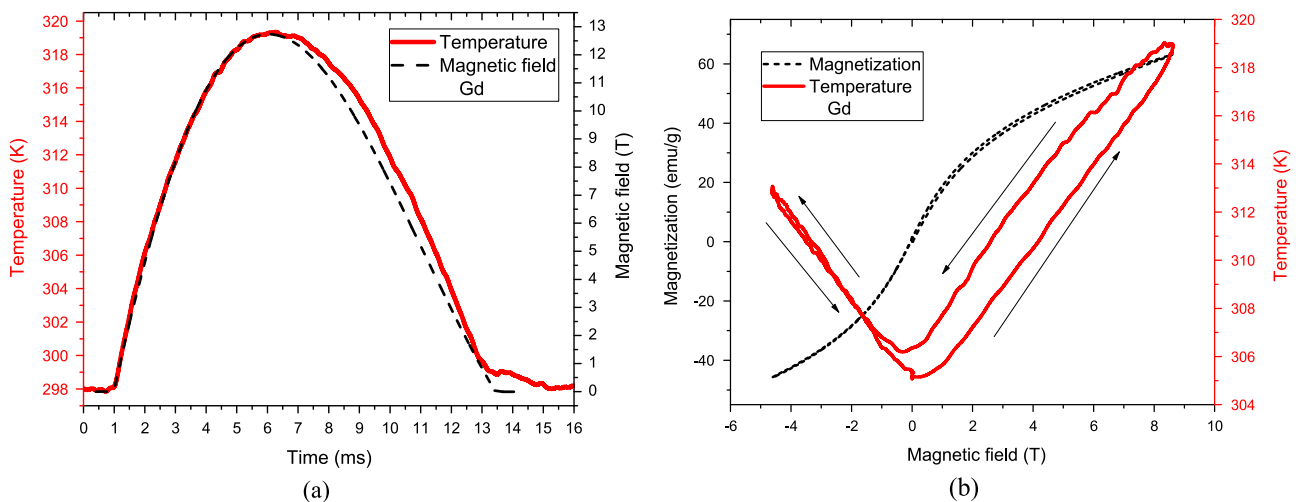 Temperature (K)
320
318
316
314
312
310
308
306
304
302
300
298
Temperature
Magnetic field
Gd
13
12
11
10
9
8
7
6
5
4
3
2
1
0
Magnetic field (T)
0 1 2 3 4 5 6 7 8 9 10 11 12 13 14 15 16
Time (ms)
(a)
Magnetization (emu/g)
60
40
20
0
-20
-40
Magnetization
Temperature
Gd
320
318
316
314
312
310
308
306
304
Temperature (K)
-6 -4 -2 0 2 4 6 8 10
Magnetic field (T)
(b)